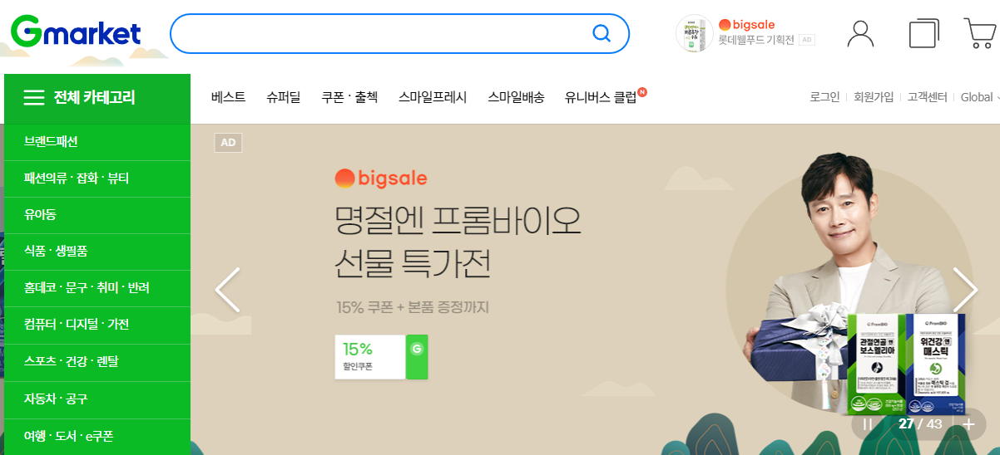 Gmarket
bigsale
롯데웰푸드 기획전 AD
전체 카테고리
베스트 슈퍼딜 쿠폰 · 출첵 스마일프레시 스마일배송 유니버스 클럽 N
로그인 회원가입 고객센터 Global
브랜드패션
패션의류 · 잡화 · 뷰티
유아동
식품 · 생필품
홈데코 · 문구 · 취미 · 반려
컴퓨터 · 디지털 · 가전
스포츠 · 건강 · 렌탈
자동차 · 공구
여행 · 도서 · e쿠폰
AD
bigsale
명절엔 프롬바이오
선물 특가전
15% 쿠폰 + 본품 증정까지
15%
할인쿠폰
G
FromBIO
관절연골 엔
보스웰리아
FromBIO
위건강 엔
매스틱
27 / 43